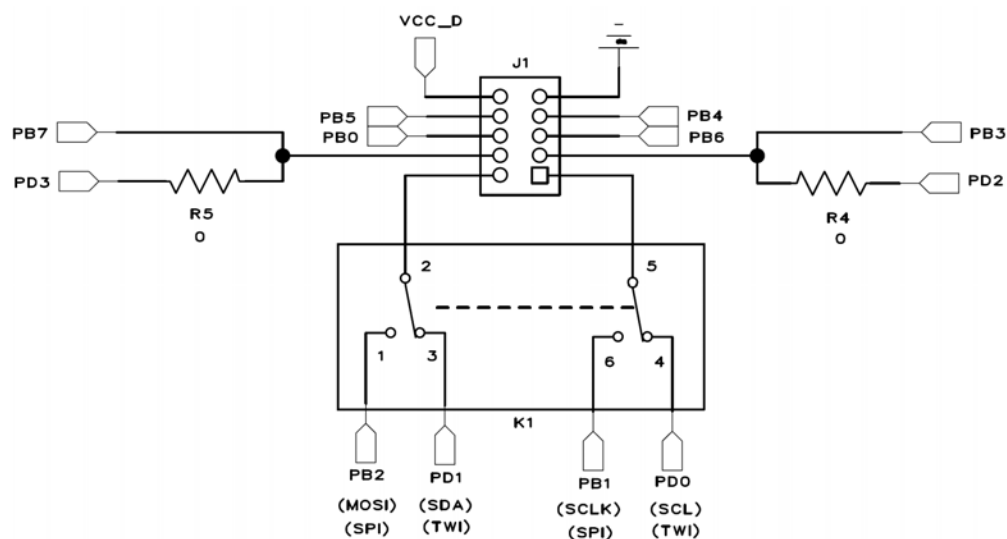 VCC_D
J1
PB7
PB5
PB4
PB3
PB0
PB6
PD3
PD2
R5
0
R4
0
2
5
1
3
6
4
K1
PB2
PD1
PB1
PD0
(MOSI)
(SDA)
(SCLK)
(SCL)
(SPI)
(TWI)
(SPI)
(TWI)